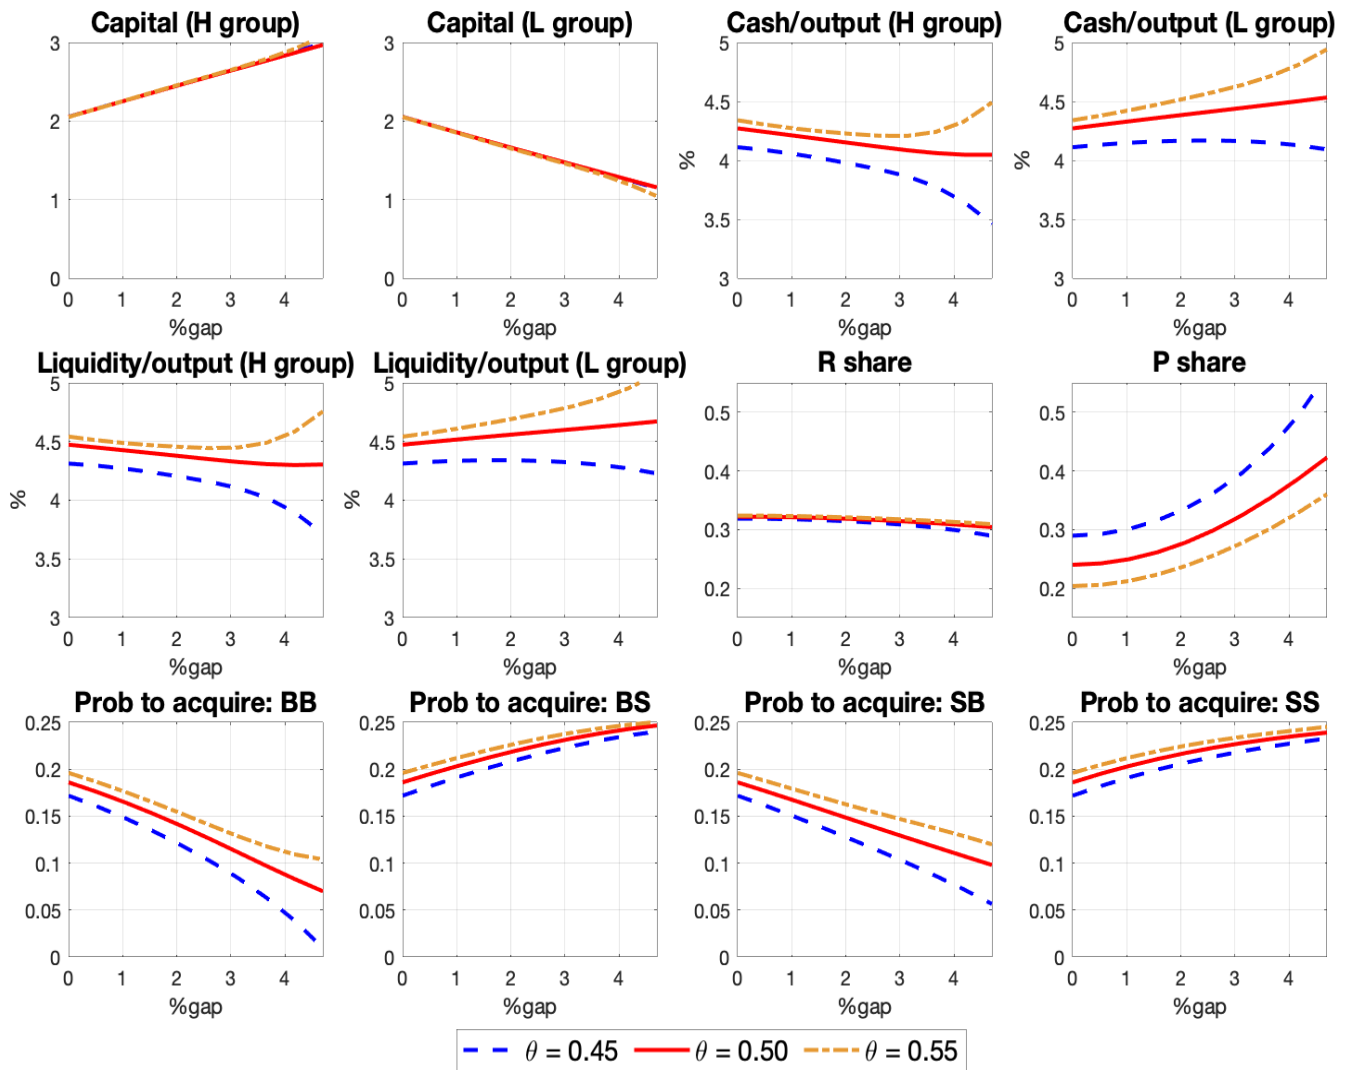 Capital (H group) Capital (L group) Cash/output (H group) Cash/output (L group)
3 3 5 5
4.5 4.5
2 2
% 4 % 4
1 1
3.5 3.5
0 0 3 3
0 1 2 3 4 0 1 2 3 4 0 1 2 3 4 0 1 2 3 4
%gap %gap %gap %gap
Liquidity/output (H group) Liquidity/output (L group) R share P share
5 5
0.5 0.5
4.5 4.5
0.4 0.4
% 4 % 4
0.3 0.3
3.5 3.5
0.2 0.2
3 3
0 1 2 3 4 0 1 2 3 4 0 1 2 3 4 0 1 2 3 4
%gap %gap %gap %gap
Prob to acquire: BB Prob to acquire: BS Prob to acquire: SB Prob to acquire: SS
0.25 0.25 0.25 0.25
0.2 0.2 0.2 0.2
0.15 0.15 0.15 0.15
0.1 0.1 0.1 0.1
0.05 0.05 0.05 0.05
0 0 0 0
0 1 2 3 4 0 1 2 3 4 0 1 2 3 4 0 1 2 3 4
%gap %gap %gap %gap
θ = 0.45 θ = 0.50 θ = 0.55